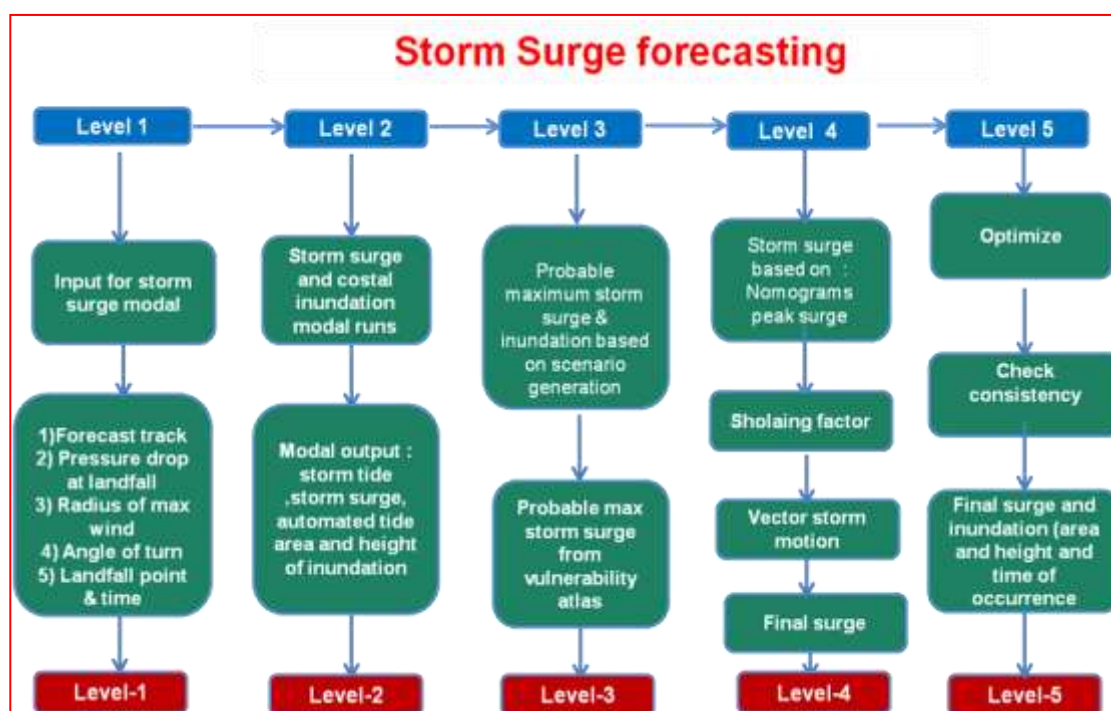 Storm Surge forecasting
Level 1
Level 2
Level 3
Level 4
Level 5
Input for storm
surge modal
1)Forecast track
2) Pressure drop
at landfall
3) Radius of max
wind
4) Angle of turn
5) Landfall point
& time
Level-1
Storm surge
and costal
inundation
modal runs
Modal output :
storm tide
,storm surge,
automated tide
area and height
of inundation
Level-2
Probable
maximum storm
surge &
inundation based
on scenario
generation
Probable max
storm surge
from
vulnerability
atlas
Level-3
Storm surge
based on :
Nomograms
peak surge
Sholaing factor
Vector storm
motion
Final surge
Level-4
Optimize
Check
consistency
Final surge and
inundation (area
and height and
time of
occurrence
Level-5